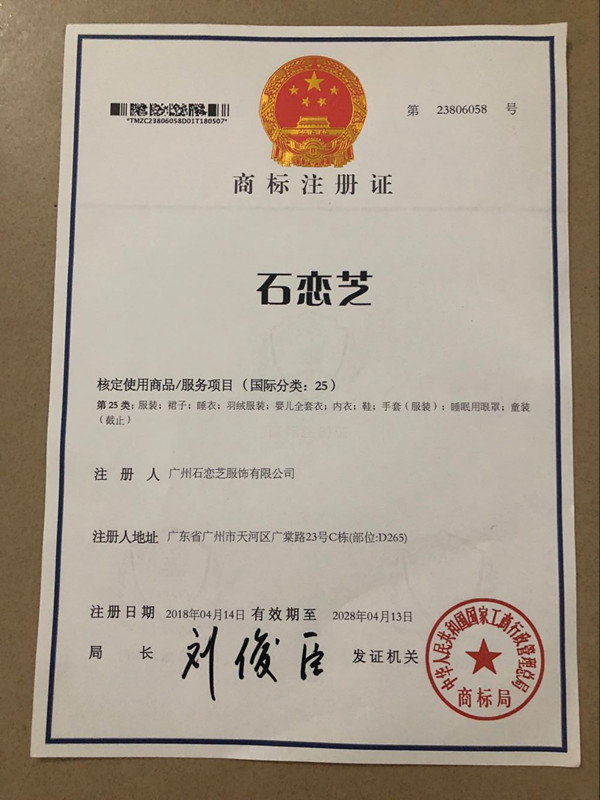 *TMZC23806058D01T180507*
第 23806058 号
商标注册证
石恋芝
核定使用商品/服务项目（国际分类：25）
第25类：服装；裙子；睡衣；羽绒服装；婴儿全套衣；内衣；鞋；手套（服装）；睡眠用眼罩；童装
（截止）
注册人 广州石恋芝服饰有限公司
注册人地址 广东省广州市天河区广棠路23号C栋(部位:D265)
注册日期 2018年04月14日 有效期至 2028年04月13日
局长 刘俊臣 发证机关
中华人民共和国国家工商行政管理总局
商标局